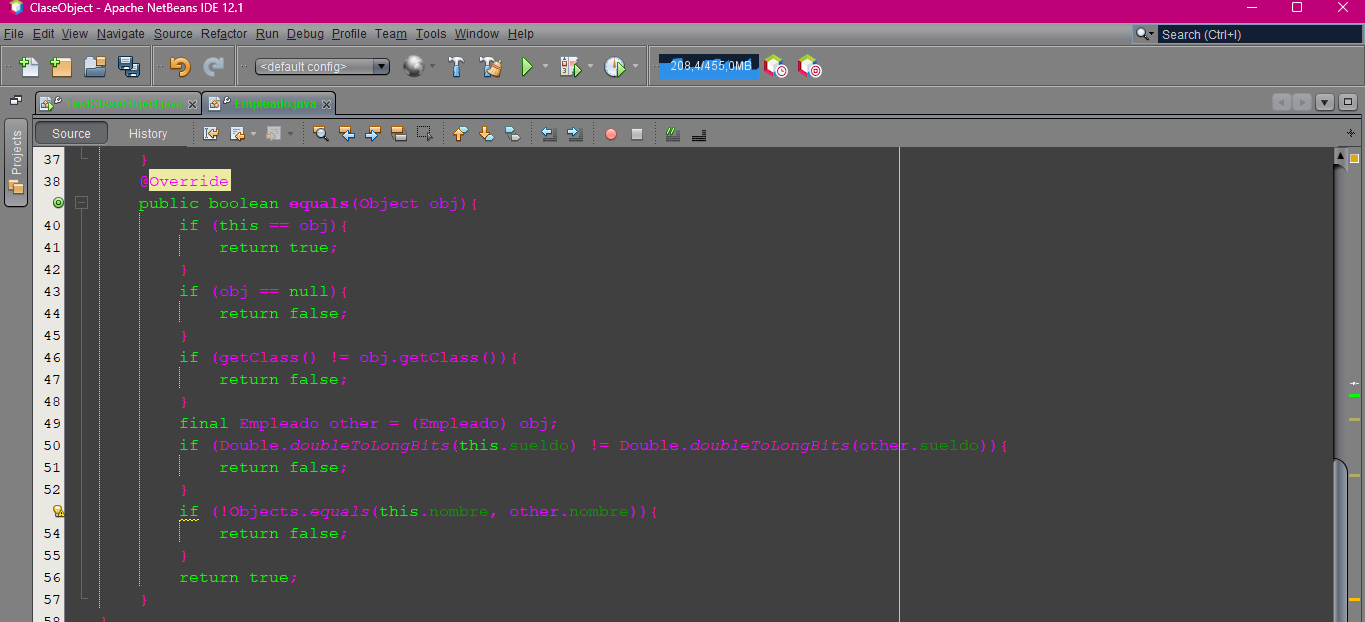 ClaseObject - Apache NetBeans IDE 12.1
File Edit View Navigate Source Refactor Run Debug Profile Team Tools Window Help
Search (Ctrl+I)
<default config>
208,4/455,0MB
TestClaseObject.java
Empleado.java
Projects
Source History
37 }
38 @Override
public boolean equals(Object obj){
40 if (this == obj){
41 return true;
42 }
43 if (obj == null){
44 return false;
45 }
46 if (getClass() != obj.getClass()){
47 return false;
48 }
49 final Empleado other = (Empleado) obj;
50 if (Double.doubleToLongBits(this.sueldo) != Double.doubleToLongBits(other.sueldo)){
51 return false;
52 }
if (!Objects.equals(this.nombre, other.nombre)){
54 return false;
55 }
56 return true;
57 }
58 }